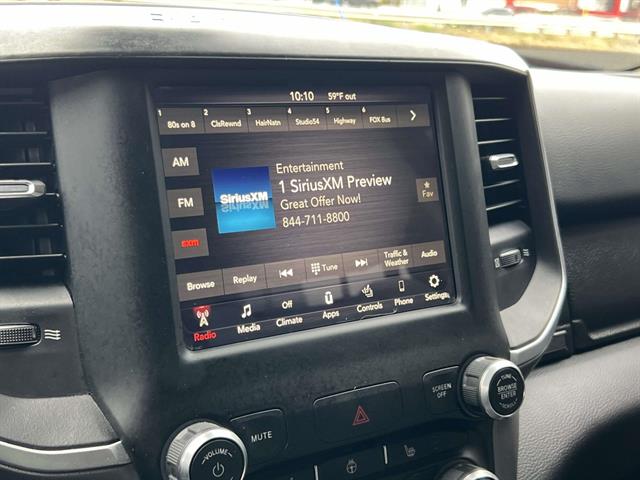 10:10 59°F out
1 80s on 8 2 ClsRewnd 3 HairNatn 4 Studio54 5 Highway 6 FOX Bus
AM
Entertainment
SiriusXM
1 SiriusXM Preview
Great Offer Now!
844-711-8800
Fav
FM
sxm
Browse Replay Tune Traffic & Weather Audio
Radio Media Off Climate Apps Controls Phone Settings
SCREEN OFF
TUNE
BROWSE
ENTER
SCROLL
MUTE
VOLUME